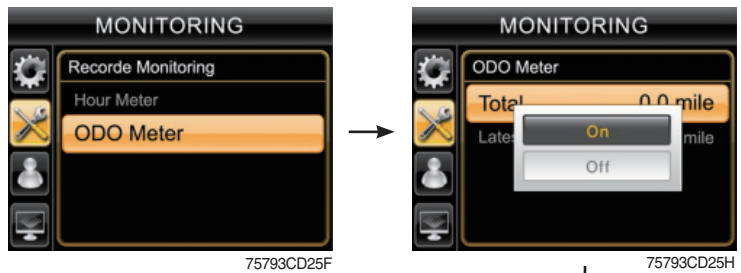 MONITORING
Recorde Monitoring
Hour Meter
ODO Meter
75793CD25F
MONITORING
ODO Meter
Total 0.0 mile
On
Late mile
Off
75793CD25H